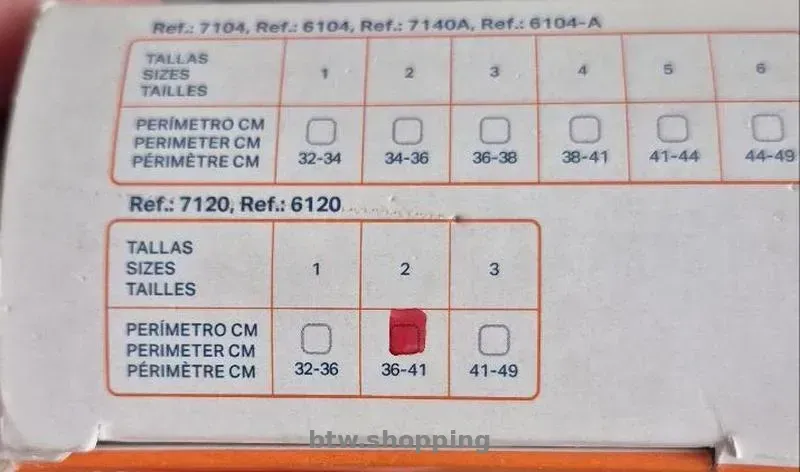 Ref.: 7104, Ref.: 6104, Ref.: 7140A, Ref.: 6104-A
TALLAS
SIZES
TAILLES
1 2 3 4 5 6
PERÍMETRO CM
PERIMETER CM
PÉRIMÈTRE CM
32-34 34-36 36-38 38-41 41-44 44-49
Ref.: 7120, Ref.: 6120
TALLAS
SIZES
TAILLES
1 2 3
PERÍMETRO CM
PERIMETER CM
PÉRIMÈTRE CM
32-36 36-41 41-49
btw.shopping